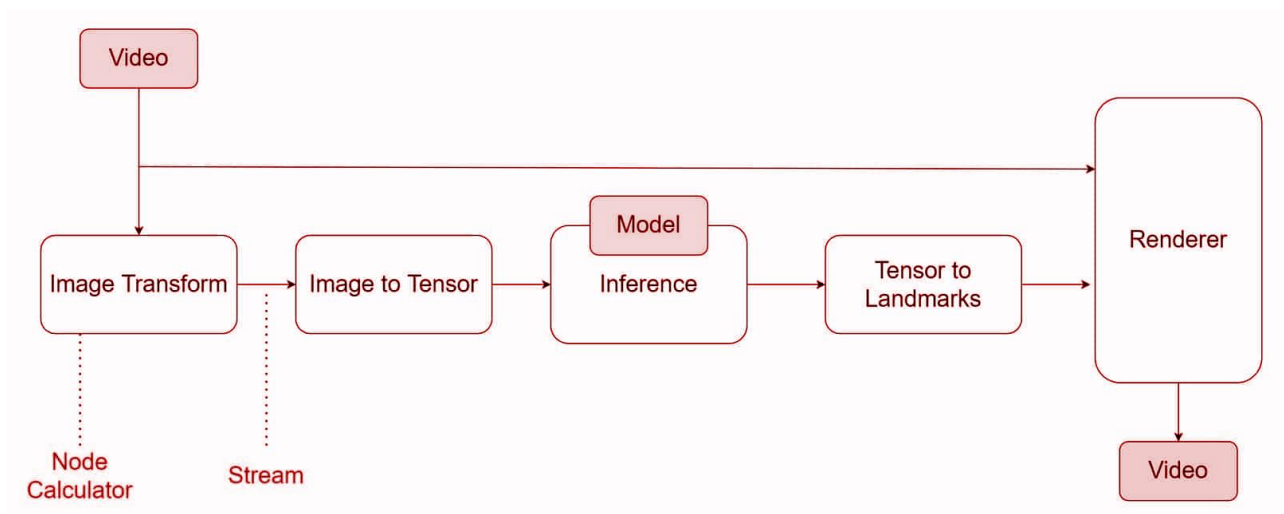 Video
Model
Image Transform
Image to Tensor
Inference
Tensor to
Landmarks
Renderer
Node
Calculator
Stream
Video